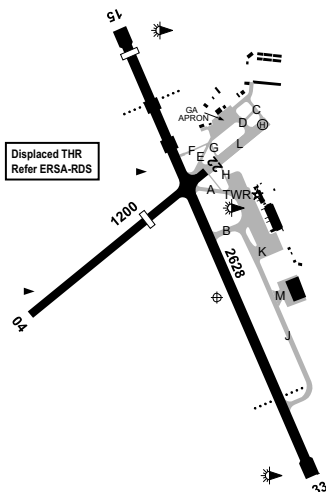 15
GA
APRON
C
H
D
L
Displaced THR
Refer ERSA-RDS
F
G
E
22
H
A
TWR
1200
B
K
2628
M
04
J
33